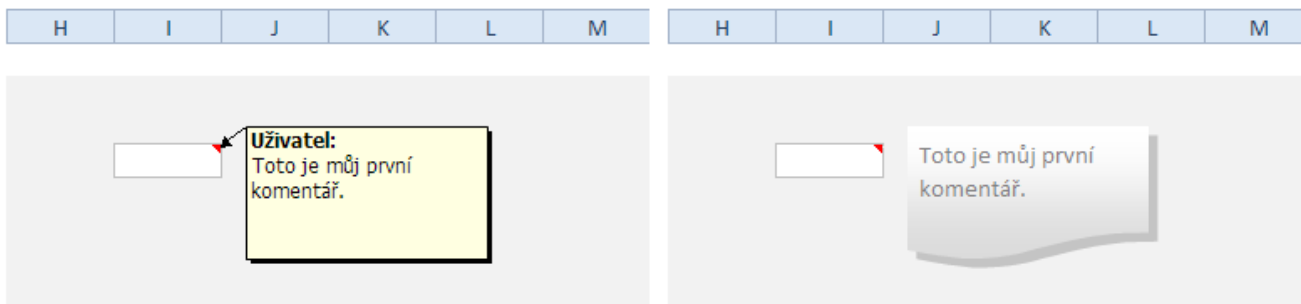 H I J K L M H I J K L M
Uživatel:
Toto je můj první
komentář.
Toto je můj první
komentář.